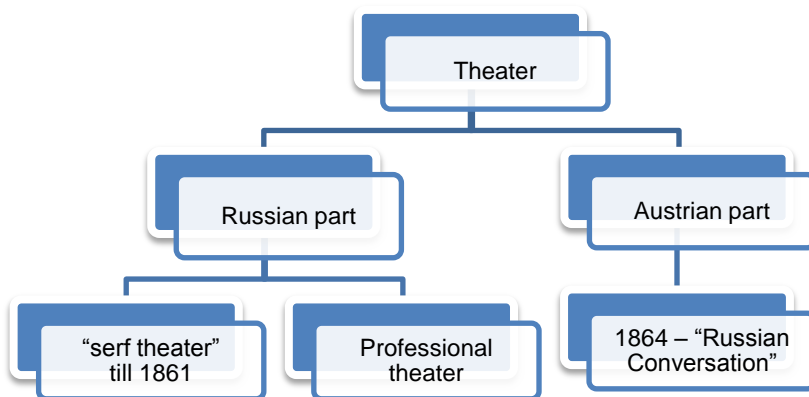 Theater
Russian part
Austrian part
“serf theater”
till 1861
Professional
theater
1864 – “Russian
Conversation”